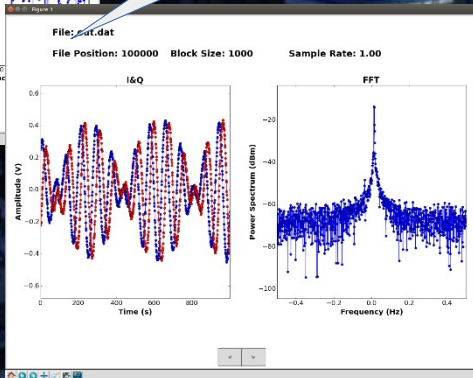 Figure 1
File: out.dat
File Position: 100000 Block Size: 1000 Sample Rate: 1.00
I&Q
FFT
0.6
0.4
0.2
0.0
−0.2
−0.4
−0.6
Amplitude (V)
0 200 400 600 800
Time (s)
−20
−40
−60
−80
−100
Power Spectrum (dBm)
−0.4 −0.2 0.0 0.2 0.4
Frequency (Hz)
< >